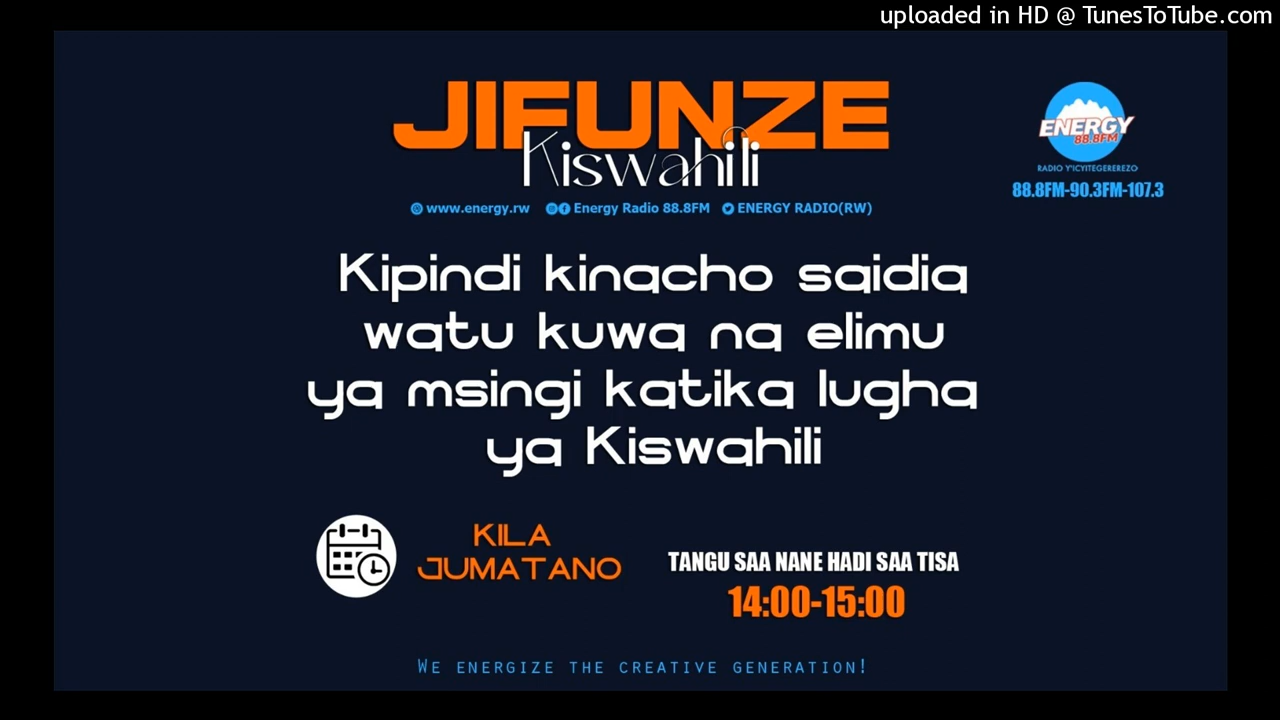 uploaded in HD @ TunesToTube.com
JIFUNZE
Kiswahili
www.energy.rw Energy Radio 88.8FM ENERGY RADIO(RW)
ENERGY
88.8FM
RADIO Y'ICYITEGEREREZO
88.8FM-90.3FM-107.3
Kipindi kinacho saidia
watu kuwa na elimu
ya msingi katika lugha
ya Kiswahili
KILA
JUMATANO
TANGU SAA NANE HADI SAA TISA
14:00-15:00
WE ENERGIZE THE CREATIVE GENERATION!